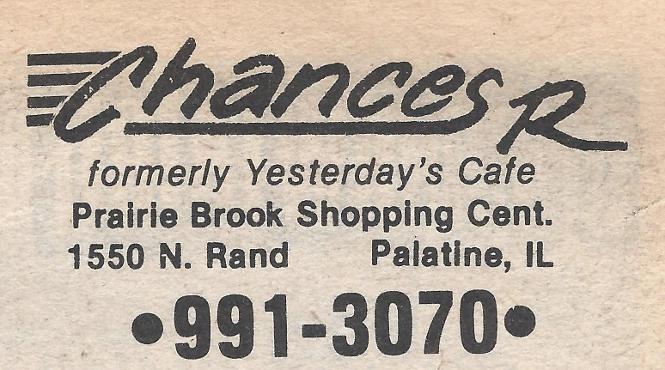 Chances R
formerly Yesterday's Cafe
Prairie Brook Shopping Cent.
1550 N. Rand Palatine, IL
•991-3070•